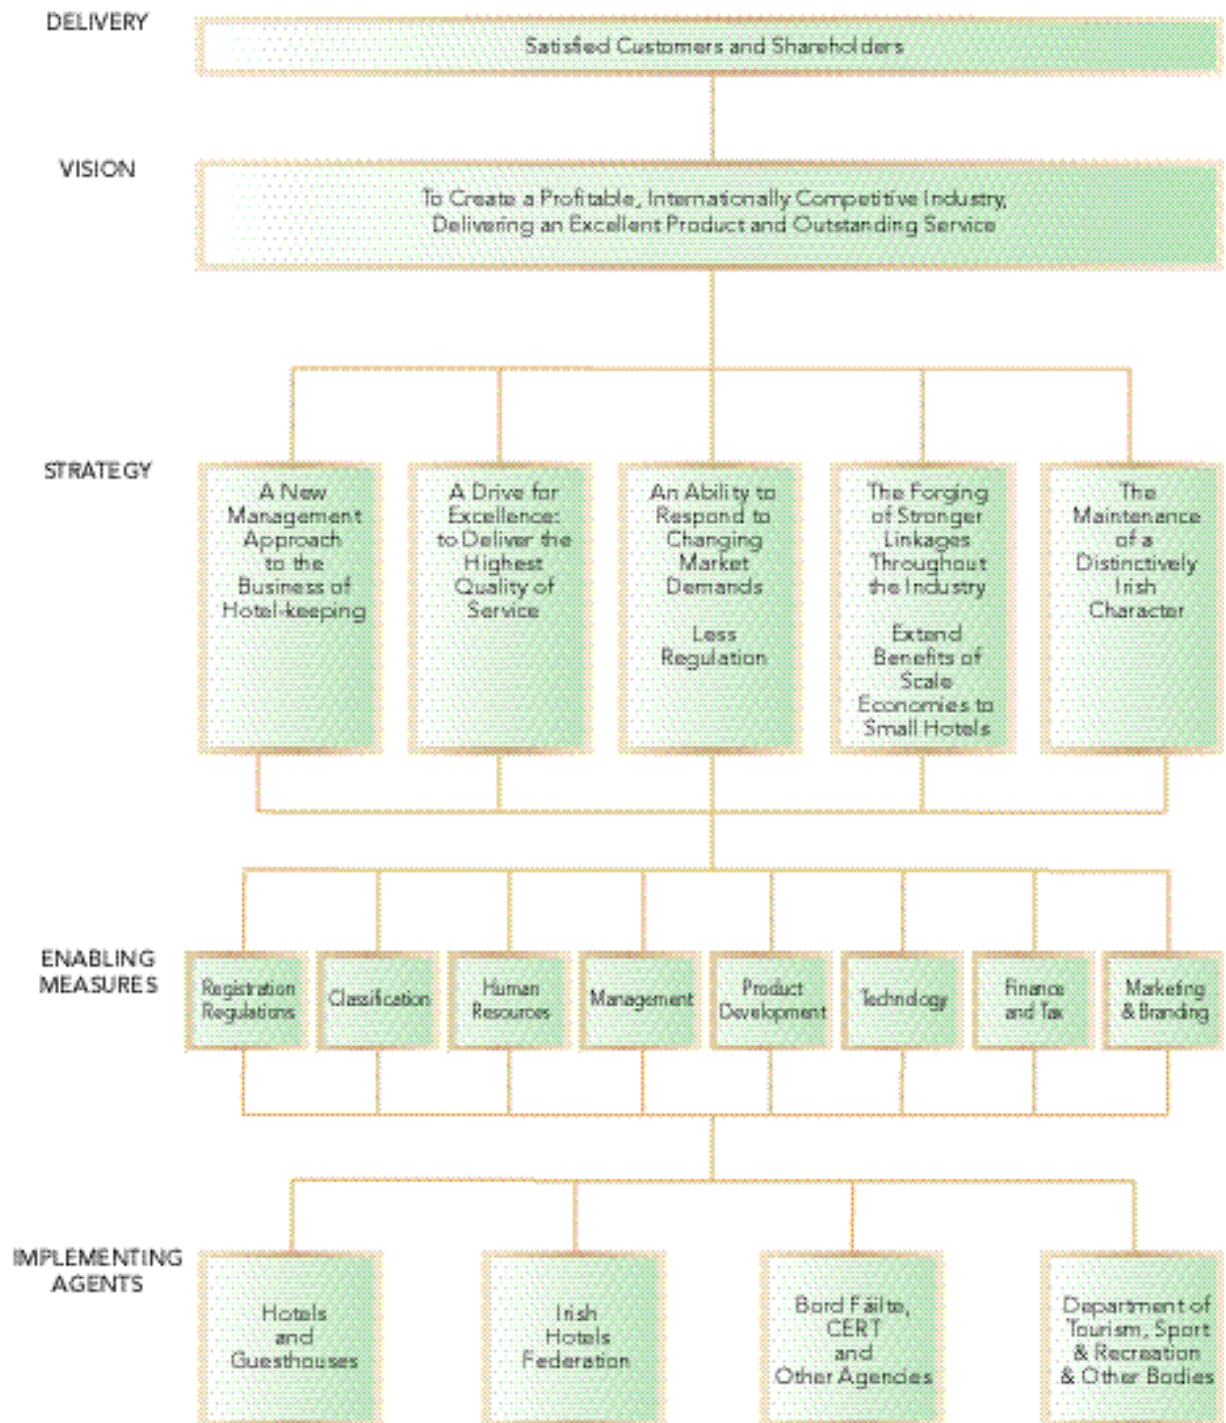 DELIVERY
Satisfied Customers and Shareholders
VISION
To Create a Profitable, Internationally Competitive Industry,
Delivering an Excellent Product and Outstanding Service
STRATEGY
A New
Management
Approach
to the
Business of
Hotel-keeping
A Drive for
Excellence:
to Deliver the
Highest
Quality of
Service
An Ability to
Respond to
Changing
Market
Demands
Less
Regulation
The Forging
of Stronger
Linkages
Throughout
the Industry
Extend
Benefits of
Scale
Economies to
Small Hotels
The
Maintenance
of a
Distinctively
Irish
Character
ENABLING
MEASURES
Registration
Regulations
Classification
Human
Resources
Management
Product
Development
Technology
Finance
and Tax
Marketing
& Branding
IMPLEMENTING
AGENTS
Hotels
and
Guesthouses
Irish
Hotels
Federation
Bord Fáilte,
CERT
and
Other Agencies
Department of
Tourism, Sport
& Recreation
& Other Bodies